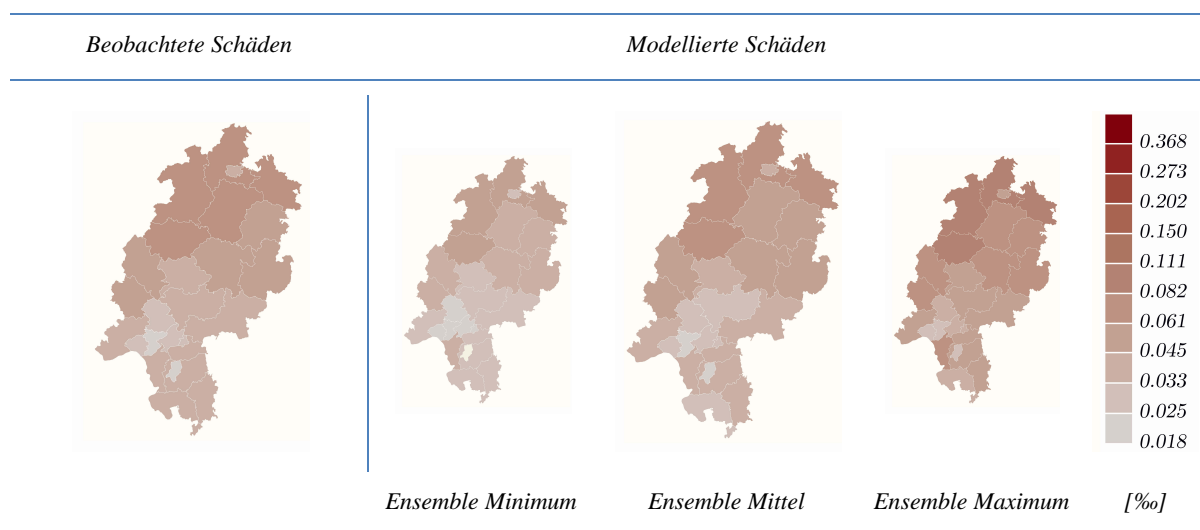 Beobachtete Schäden
Modellierte Schäden
0.368
0.273
0.202
0.150
0.111
0.082
0.061
0.045
0.033
0.025
0.018
Ensemble Minimum
Ensemble Mittel
Ensemble Maximum
[‰]